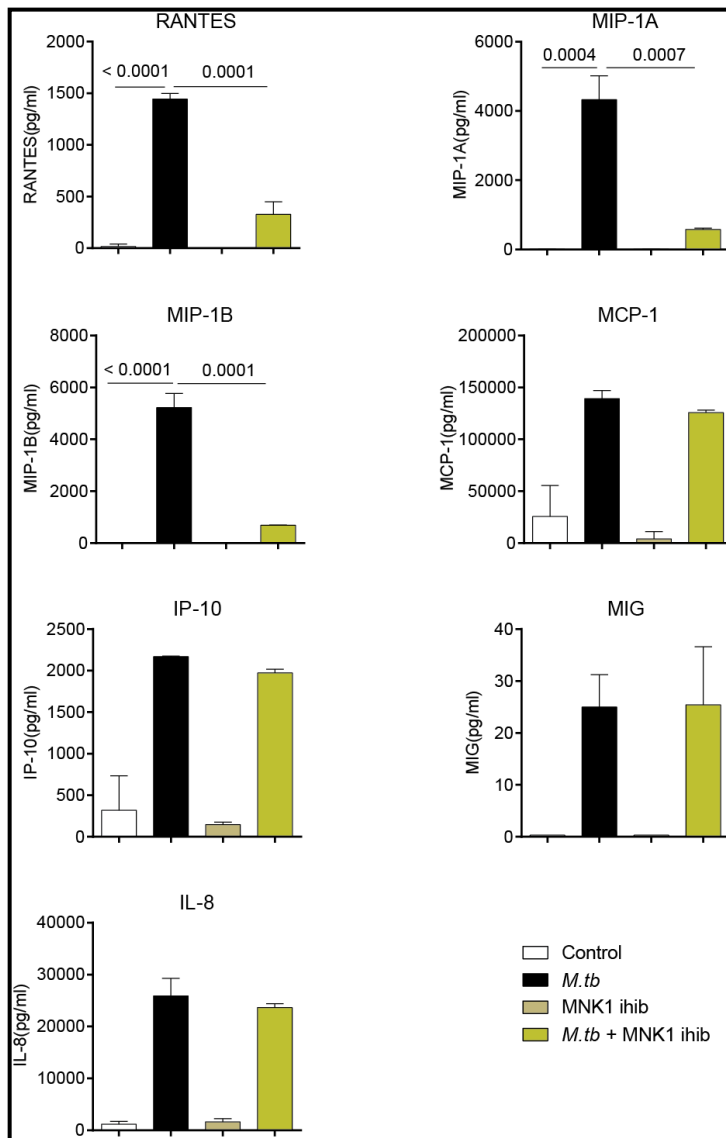 RANTES
2000
1500
1000
500
0
RANTES(pg/ml)
< 0.0001
0.0001
MIP-1A
6000
4000
2000
0
MIP-1A(pg/ml)
0.0004
0.0007
MIP-1B
8000
6000
4000
2000
0
MIP-1B(pg/ml)
< 0.0001
0.0001
MCP-1
200000
150000
100000
50000
0
MCP-1(pg/ml)
IP-10
2500
2000
1500
1000
500
0
IP-10(pg/ml)
MIG
40
30
20
10
0
MIG(pg/ml)
IL-8
40000
30000
20000
10000
0
IL-8(pg/ml)
Control
M.tb
MNK1 ihib
M.tb + MNK1 ihib